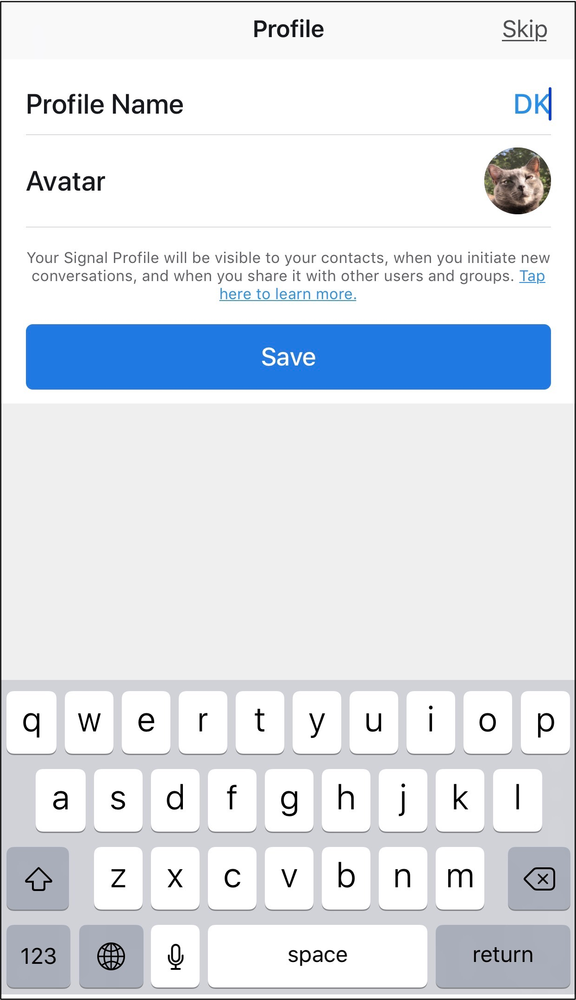 Profile Skip
Profile Name DK
Avatar
Your Signal Profile will be visible to your contacts, when you initiate new
conversations, and when you share it with other users and groups. Tap
here to learn more.
Save
q w e r t y u i o p
a s d f g h j k l
z x c v b n m
123 space return